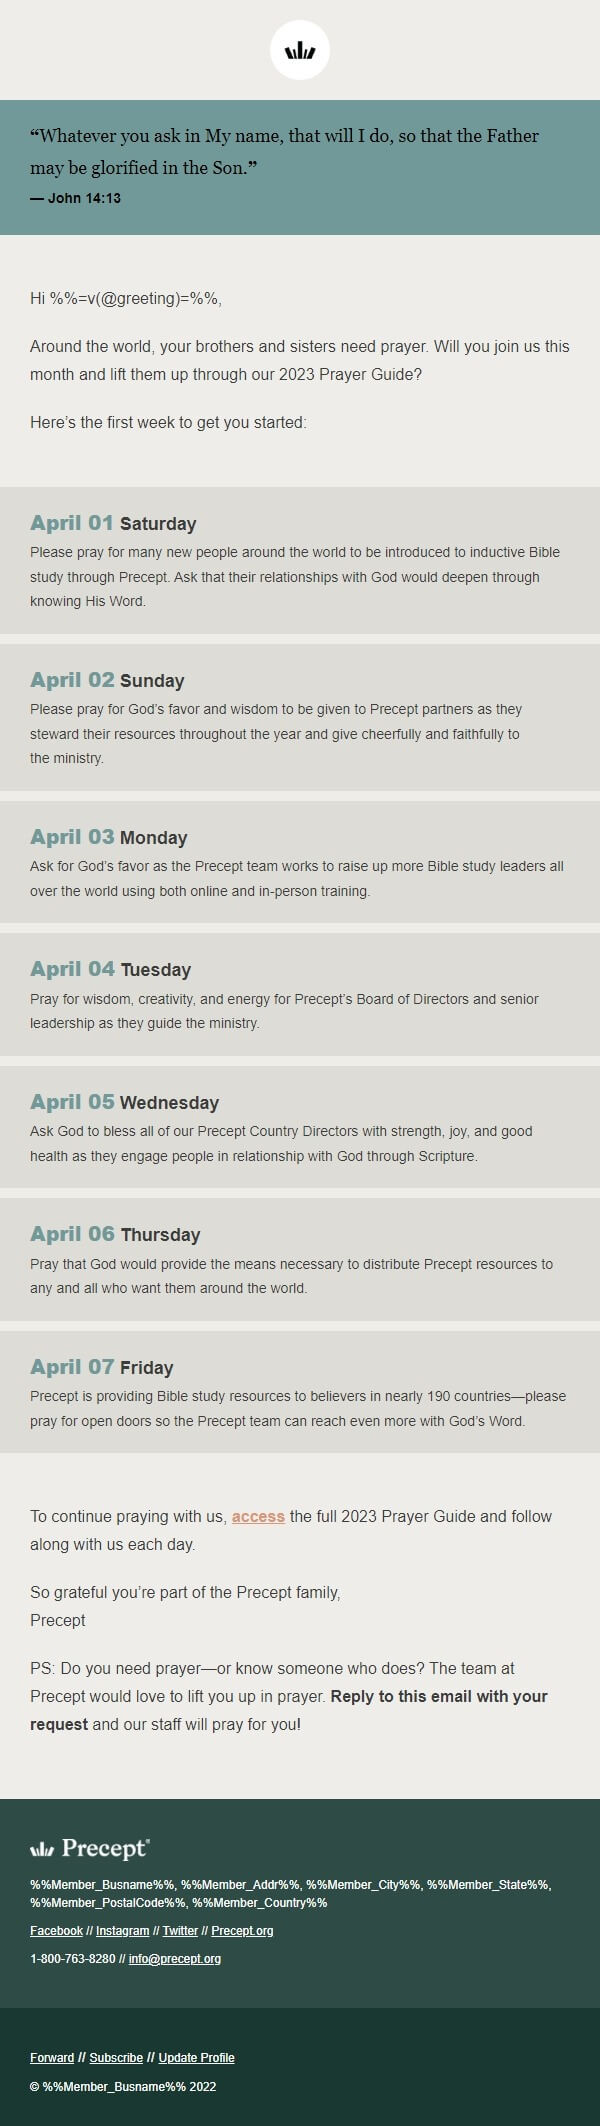 “Whatever you ask in My name, that will I do, so that the Father
may be glorified in the Son.”
— John 14:13
Hi %%=v(@greeting)=%%,
Around the world, your brothers and sisters need prayer. Will you join us this
month and lift them up through our 2023 Prayer Guide?
Here’s the first week to get you started:
April 01 Saturday
Please pray for many new people around the world to be introduced to inductive Bible
study through Precept. Ask that their relationships with God would deepen through
knowing His Word.
April 02 Sunday
Please pray for God’s favor and wisdom to be given to Precept partners as they
steward their resources throughout the year and give cheerfully and faithfully to
the ministry.
April 03 Monday
Ask for God’s favor as the Precept team works to raise up more Bible study leaders all
over the world using both online and in-person training.
April 04 Tuesday
Pray for wisdom, creativity, and energy for Precept’s Board of Directors and senior
leadership as they guide the ministry.
April 05 Wednesday
Ask God to bless all of our Precept Country Directors with strength, joy, and good
health as they engage people in relationship with God through Scripture.
April 06 Thursday
Pray that God would provide the means necessary to distribute Precept resources to
any and all who want them around the world.
April 07 Friday
Precept is providing Bible study resources to believers in nearly 190 countries—please
pray for open doors so the Precept team can reach even more with God’s Word.
To continue praying with us, access the full 2023 Prayer Guide and follow
along with us each day.
So grateful you’re part of the Precept family,
Precept
PS: Do you need prayer—or know someone who does? The team at
Precept would love to lift you up in prayer. Reply to this email with your
request and our staff will pray for you!
Precept®
%%Member_Busname%%, %%Member_Addr%%, %%Member_City%%, %%Member_State%%,
%%Member_PostalCode%%, %%Member_Country%%
Facebook // Instagram // Twitter // Precept.org
1-800-763-8280 // info@precept.org
Forward // Subscribe // Update Profile
© %%Member_Busname%% 2022